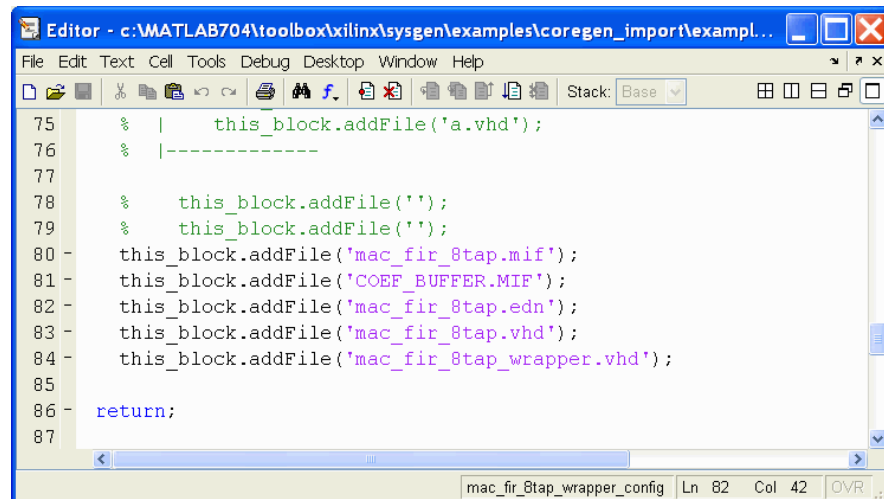 Editor - c:\MATLAB704\toolbox\xilinx\sysgen\examples\coregen_import\exampl...
File Edit Text Cell Tools Debug Desktop Window Help
Stack: Base
75 % | this_block.addFile('a.vhd');
76 % |-------------
77
78 % this_block.addFile('');
79 % this_block.addFile('');
80 - this_block.addFile('mac_fir_8tap.mif');
81 - this_block.addFile('COEF_BUFFER.MIF');
82 - this_block.addFile('mac_fir_8tap.edn');
83 - this_block.addFile('mac_fir_8tap.vhd');
84 - this_block.addFile('mac_fir_8tap_wrapper.vhd');
85
86 - return;
87
mac_fir_8tap_wrapper_config Ln 82 Col 42 OVR